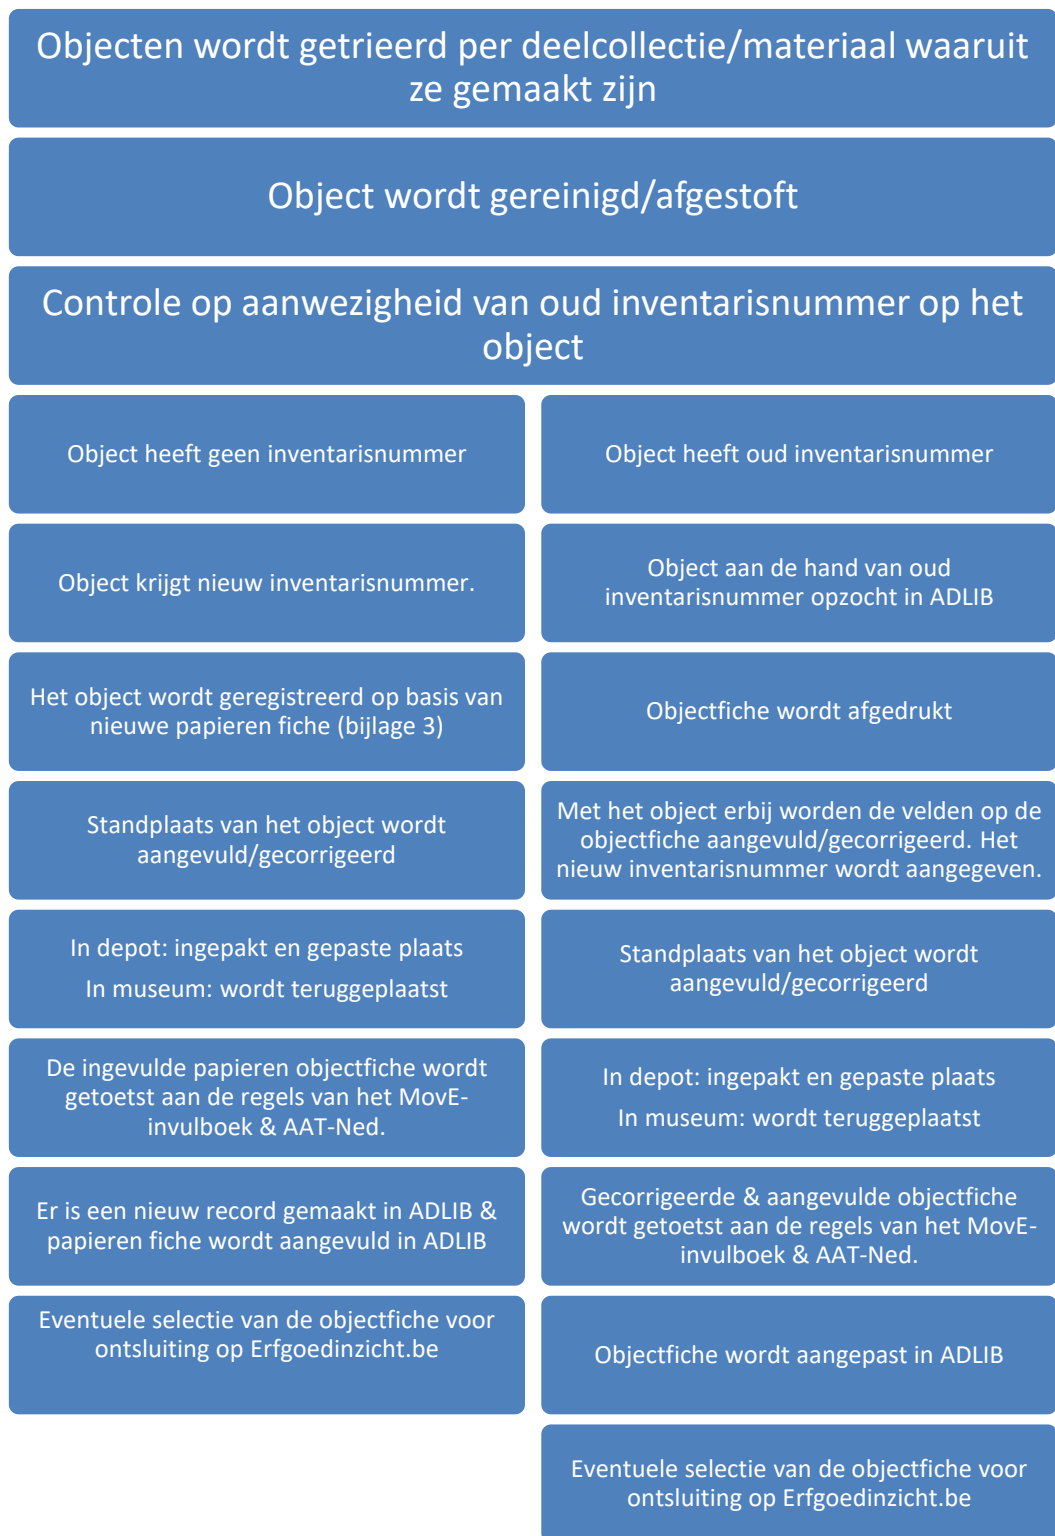 Objecten wordt getrieerd per deelcollectie/materiaal waaruit
ze gemaakt zijn
Object wordt gereinigd/afgestoft
Controle op aanwezigheid van oud inventarisnummer op het
object
Object heeft geen inventarisnummer
Object krijgt nieuw inventarisnummer.
Het object wordt geregistreerd op basis van
nieuwe papieren fiche (bijlage 3)
Standplaats van het object wordt
aangevuld/gecorrigeerd
In depot: ingepakt en gepaste plaats
In museum: wordt teruggeplaatst
De ingevulde papieren objectfiche wordt
getoetst aan de regels van het MovE-
invulboek & AAT-Ned.
Er is een nieuw record gemaakt in ADLIB &
papieren fiche wordt aangevuld in ADLIB
Eventuele selectie van de objectfiche voor
ontsluiting op Erfgoedinzicht.be
Object heeft oud inventarisnummer
Object aan de hand van oud
inventarisnummer opzocht in ADLIB
Objectfiche wordt afgedrukt
Met het object erbij worden de velden op de
objectfiche aangevuld/gecorrigeerd. Het
nieuw inventarisnummer wordt aangegeven.
Standplaats van het object wordt
aangevuld/gecorrigeerd
In depot: ingepakt en gepaste plaats
In museum: wordt teruggeplaatst
Gecorrigeerde & aangevulde objectfiche
wordt getoetst aan de regels van het MovE-
invulboek & AAT-Ned.
Objectfiche wordt aangepast in ADLIB
Eventuele selectie van de objectfiche voor
ontsluiting op Erfgoedinzicht.be